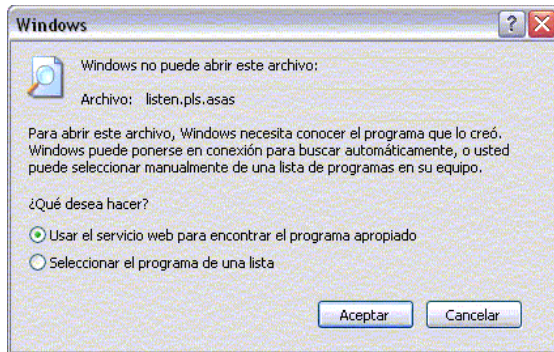 Windows
Windows no puede abrir este archivo:
Archivo: listen.pls.asas
Para abrir este archivo, Windows necesita conocer el programa que lo creó.
Windows puede ponerse en conexión para buscar automáticamente, o usted
puede seleccionar manualmente de una lista de programas en su equipo.
¿Qué desea hacer?
Usar el servicio web para encontrar el programa apropiado
Seleccionar el programa de una lista
Aceptar
Cancelar